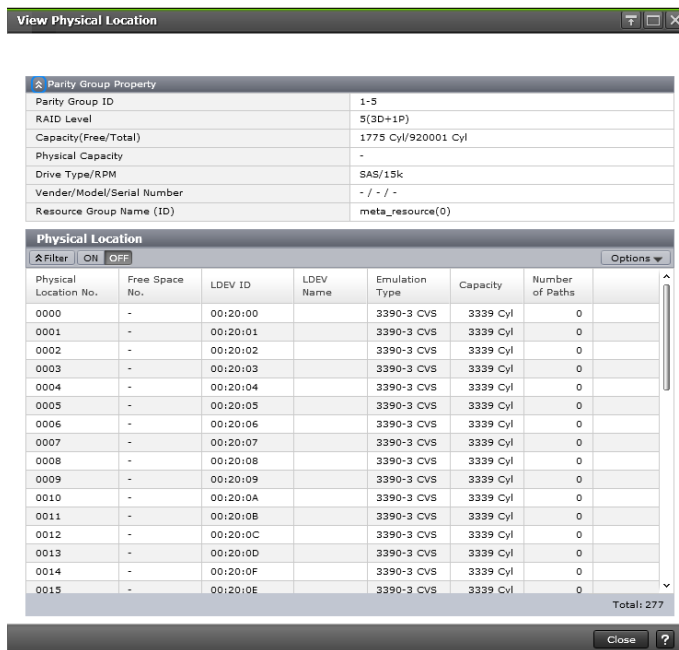 View Physical Location
Parity Group Property
Parity Group ID 1-5
RAID Level 5(3D+1P)
Capacity(Free/Total) 1775 Cyl/920001 Cyl
Physical Capacity -
Drive Type/RPM SAS/15k
Vender/Model/Serial Number - / - / -
Resource Group Name (ID) meta_resource(0)
Physical Location
Filter ON OFF Options
Physical Location No. Free Space No. LDEV ID LDEV Name Emulation Type Capacity Number of Paths
0000 - 00:20:00 3390-3 CVS 3339 Cyl 0
0001 - 00:20:01 3390-3 CVS 3339 Cyl 0
0002 - 00:20:02 3390-3 CVS 3339 Cyl 0
0003 - 00:20:03 3390-3 CVS 3339 Cyl 0
0004 - 00:20:04 3390-3 CVS 3339 Cyl 0
0005 - 00:20:05 3390-3 CVS 3339 Cyl 0
0006 - 00:20:06 3390-3 CVS 3339 Cyl 0
0007 - 00:20:07 3390-3 CVS 3339 Cyl 0
0008 - 00:20:08 3390-3 CVS 3339 Cyl 0
0009 - 00:20:09 3390-3 CVS 3339 Cyl 0
0010 - 00:20:0A 3390-3 CVS 3339 Cyl 0
0011 - 00:20:0B 3390-3 CVS 3339 Cyl 0
0012 - 00:20:0C 3390-3 CVS 3339 Cyl 0
0013 - 00:20:0D 3390-3 CVS 3339 Cyl 0
0014 - 00:20:0F 3390-3 CVS 3339 Cyl 0
0015 - 00:20:0E 3390-3 CVS 3339 Cyl 0
Total: 277
Close ?